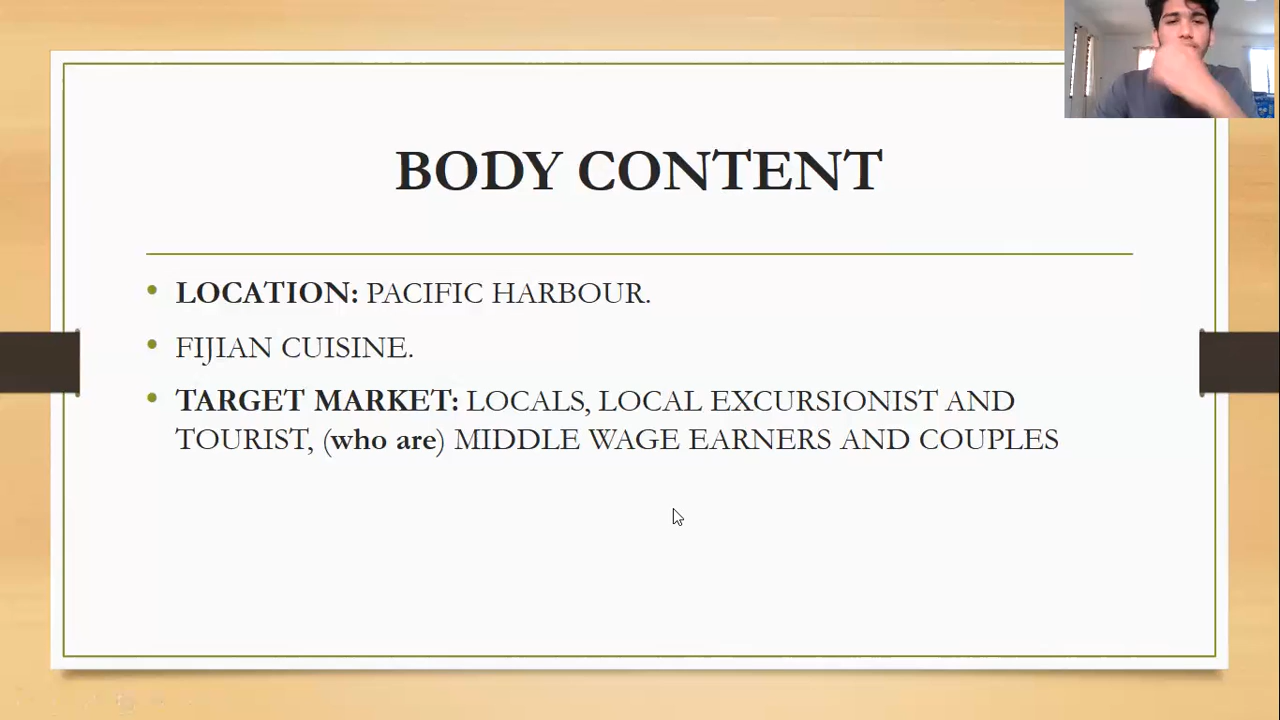 BODY CONTENT
LOCATION: PACIFIC HARBOUR.
FIJIAN CUISINE.
TARGET MARKET: LOCALS, LOCAL EXCURSIONIST AND
TOURIST, (who are) MIDDLE WAGE EARNERS AND COUPLES